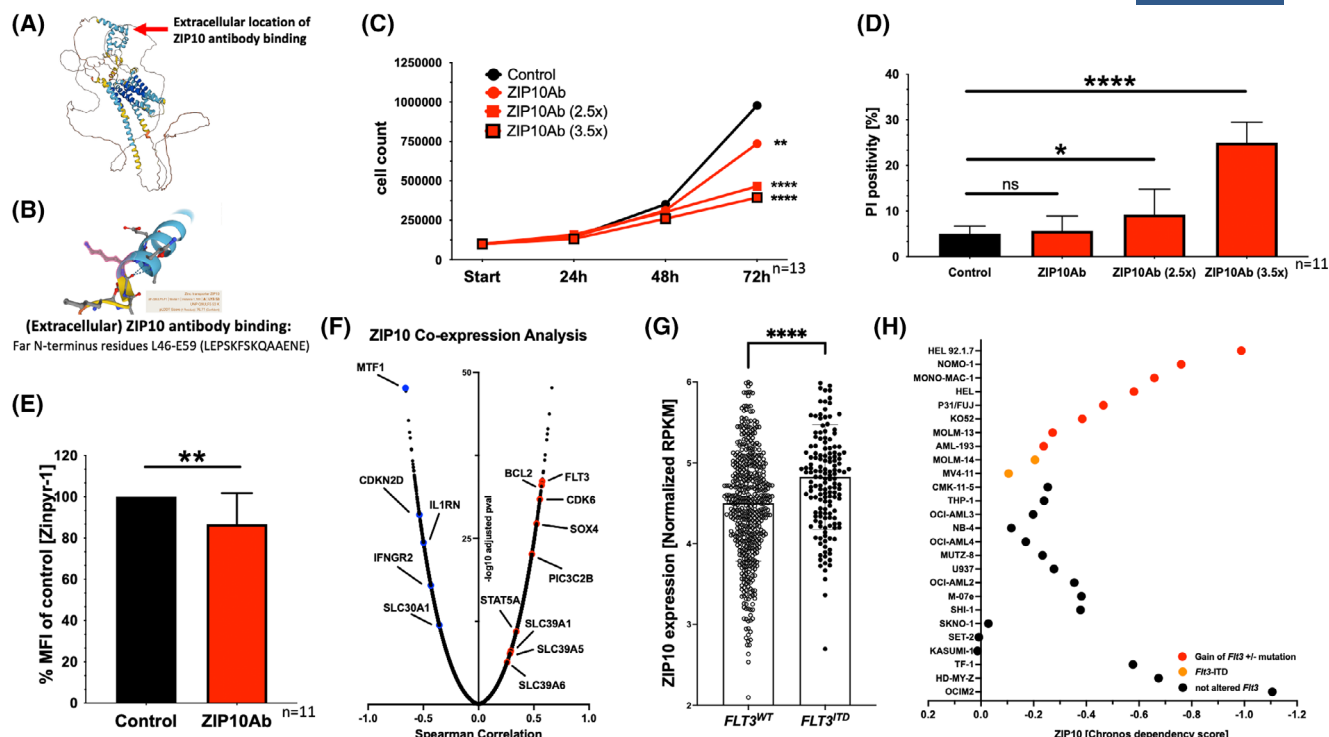 (A)
Extracellular location of
ZIP10 antibody binding
(B)
(Extracellular) ZIP10 antibody binding:
Far N-terminus residues L46-E59 (LEPSKFSKQAAENE)
(C)
1250000
1000000
750000
500000
250000
0
cell count
Control
ZIP10Ab
ZIP10Ab (2.5x)
ZIP10Ab (3.5x)
**
****
****
Start
24h
48h
72h
n=13
(D)
PI positivity [%]
40
30
20
10
0
****
*
ns
Control
ZIP10Ab
ZIP10Ab (2.5x)
ZIP10Ab (3.5x)
n=11
(E)
% MFI of control [Zinpyr-1]
120
100
80
60
40
20
0
**
Control
ZIP10Ab
n=11
(F)
ZIP10 Co-expression Analysis
50
25
-log10 adjusted pval
MTF1
CDKN2D
IL1RN
IFNGR2
SLC30A1
BCL2
FLT3
CDK6
SOX4
PIC3C2B
STAT5A
SLC39A1
SLC39A5
SLC39A6
-1.0
-0.5
0.0
0.5
1.0
Spearman Correlation
(G)
****
ZIP10 expression [Normalized RPKM]
6
5
4
3
2
FLT3WT
FLT3ITD
(H)
HEL 92.1.7
NOMO-1
MONO-MAC-1
HEL
P31/FUJ
KO52
MOLM-13
AML-193
MOLM-14
MV4-11
CMK-11-5
THP-1
OCI-AML3
NB-4
OCI-AML4
MUTZ-8
U937
OCI-AML2
M-07e
SHI-1
SKNO-1
SET-2
KASUMI-1
TF-1
HD-MY-Z
OCIM2
Gain of Flt3 +/- mutation
Flt3-ITD
not altered Flt3
0.2
0.0
-0.2
-0.4
-0.6
-0.8
-1.0
-1.2
ZIP10 [Chronos dependency score]